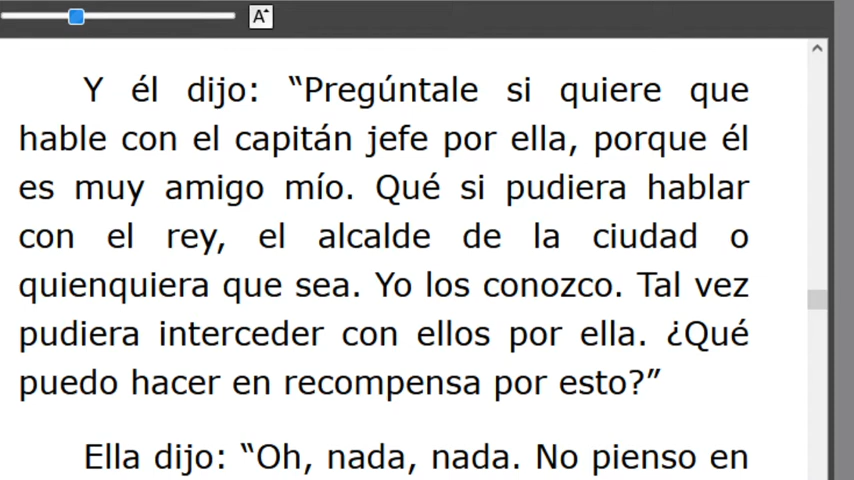 A
Y él dijo: “Pregúntale si quiere que
hable con el capitán jefe por ella, porque él
es muy amigo mío. Qué si pudiera hablar
con el rey, el alcalde de la ciudad o
quienquiera que sea. Yo los conozco. Tal vez
pudiera interceder con ellos por ella. ¿Qué
puedo hacer en recompensa por esto?”
Ella dijo: “Oh, nada, nada. No pienso en